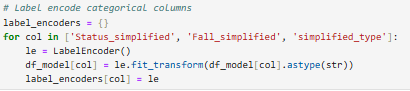 # Label encode categorical columns
label_encoders = {}
for col in ['Status_simplified', 'Fall_simplified', 'simplified_type']:
    le = LabelEncoder()
    df_model[col] = le.fit_transform(df_model[col].astype(str))
    label_encoders[col] = le